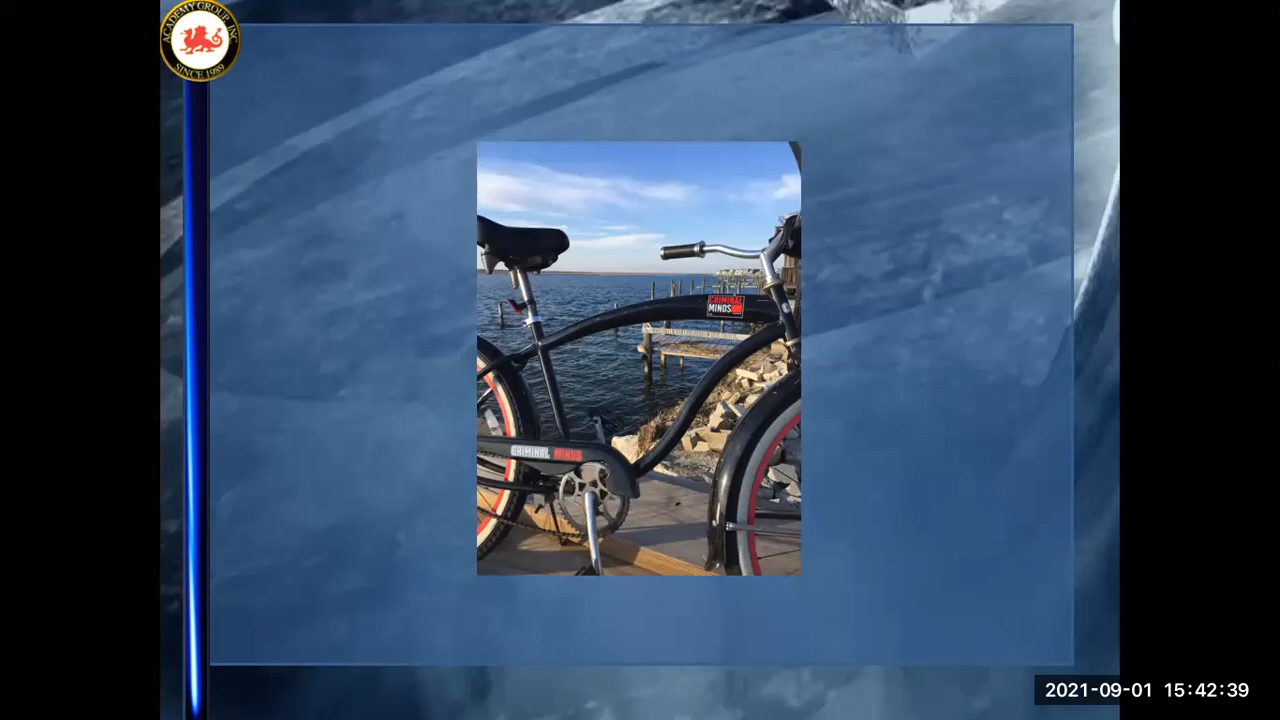 ACADEMY GROUP, INC
SINCE 1989
CRIMINAL
MINDS
CRIMINAL MINDS
2021-09-01 15:42:39